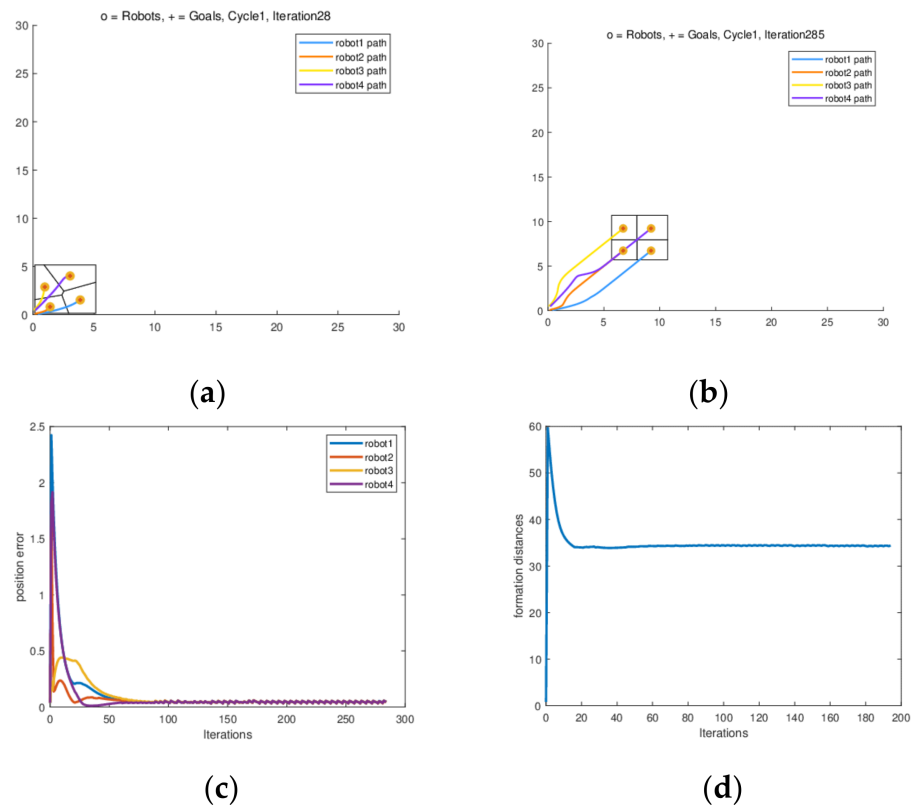 o = Robots, + = Goals, Cycle1, Iteration28
30
25
20
15
10
5
0
0 5 10 15 20 25 30
robot1 path
robot2 path
robot3 path
robot4 path
(a)
o = Robots, + = Goals, Cycle1, Iteration285
30
25
20
15
10
5
0
0 5 10 15 20 25 30
robot1 path
robot2 path
robot3 path
robot4 path
(b)
2.5
2
1.5
1
0.5
0
position error
0 50 100 150 200 250 300
Iterations
robot1
robot2
robot3
robot4
(c)
60
50
40
30
20
10
0
formation distances
0 20 40 60 80 100 120 140 160 180 200
Iterations
(d)